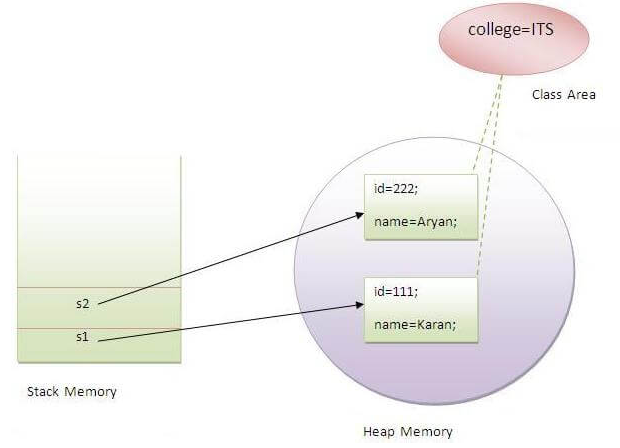 college=ITS
Class Area
id=222;
name=Aryan;
s2
id=111;
s1
name=Karan;
Stack Memory
Heap Memory